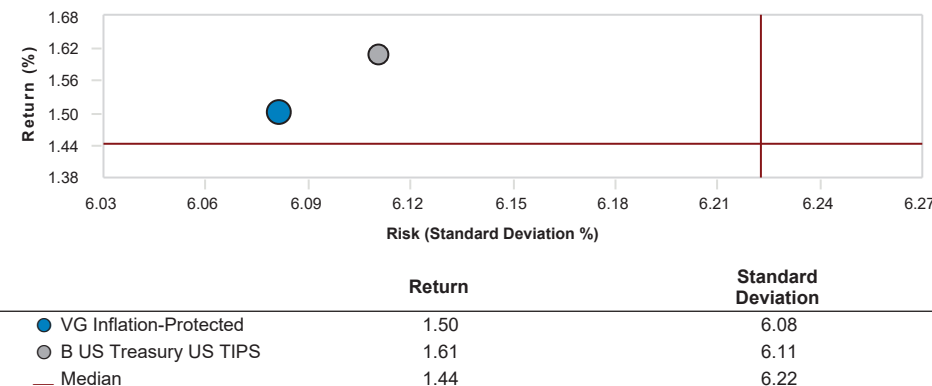 1.68
1.62
1.56
1.50
1.44
1.38
Return (%)
6.03 6.06 6.09 6.12 6.15 6.18 6.21 6.24 6.27
Risk (Standard Deviation %)
Return Standard Deviation
VG Inflation-Protected 1.50 6.08
B US Treasury US TIPS 1.61 6.11
Median 1.44 6.22